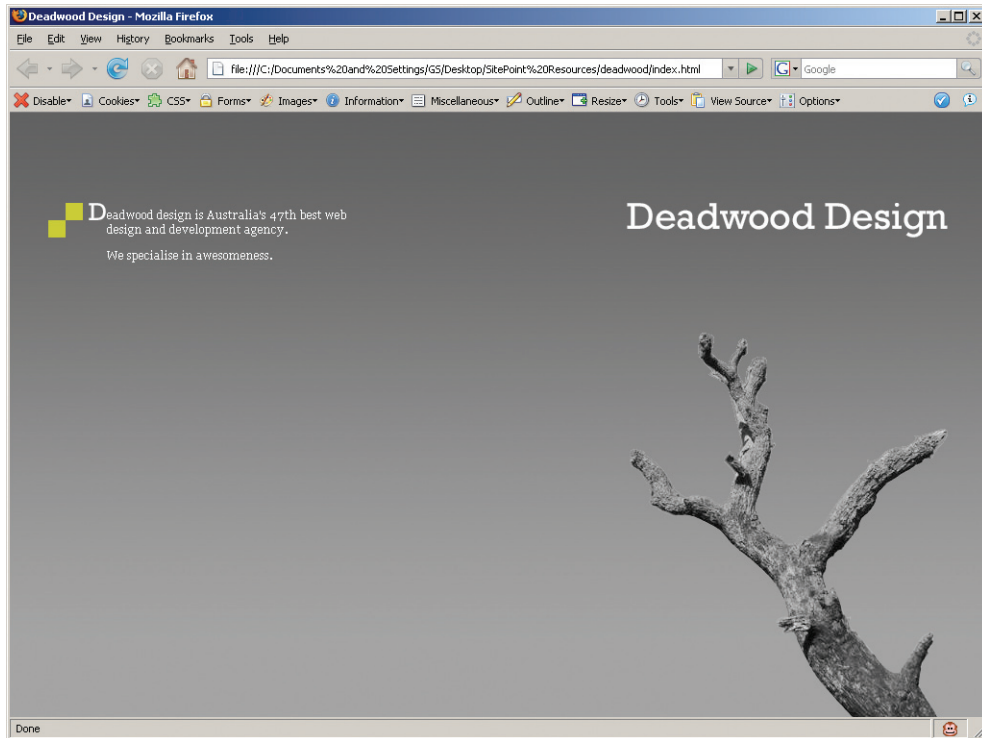 Deadwood Design - Mozilla Firefox
File Edit View History Bookmarks Tools Help
file:///C:/Documents%20and%20Settings/GS/Desktop/SitePoint%20Resources/deadwood/index.html G Google
Disable Cookies CSS Forms Images Information Miscellaneous Outline Resize Tools View Source Options
Deadwood design is Australia's 47th best web
design and development agency.
We specialise in awesomeness.
Deadwood Design
Done